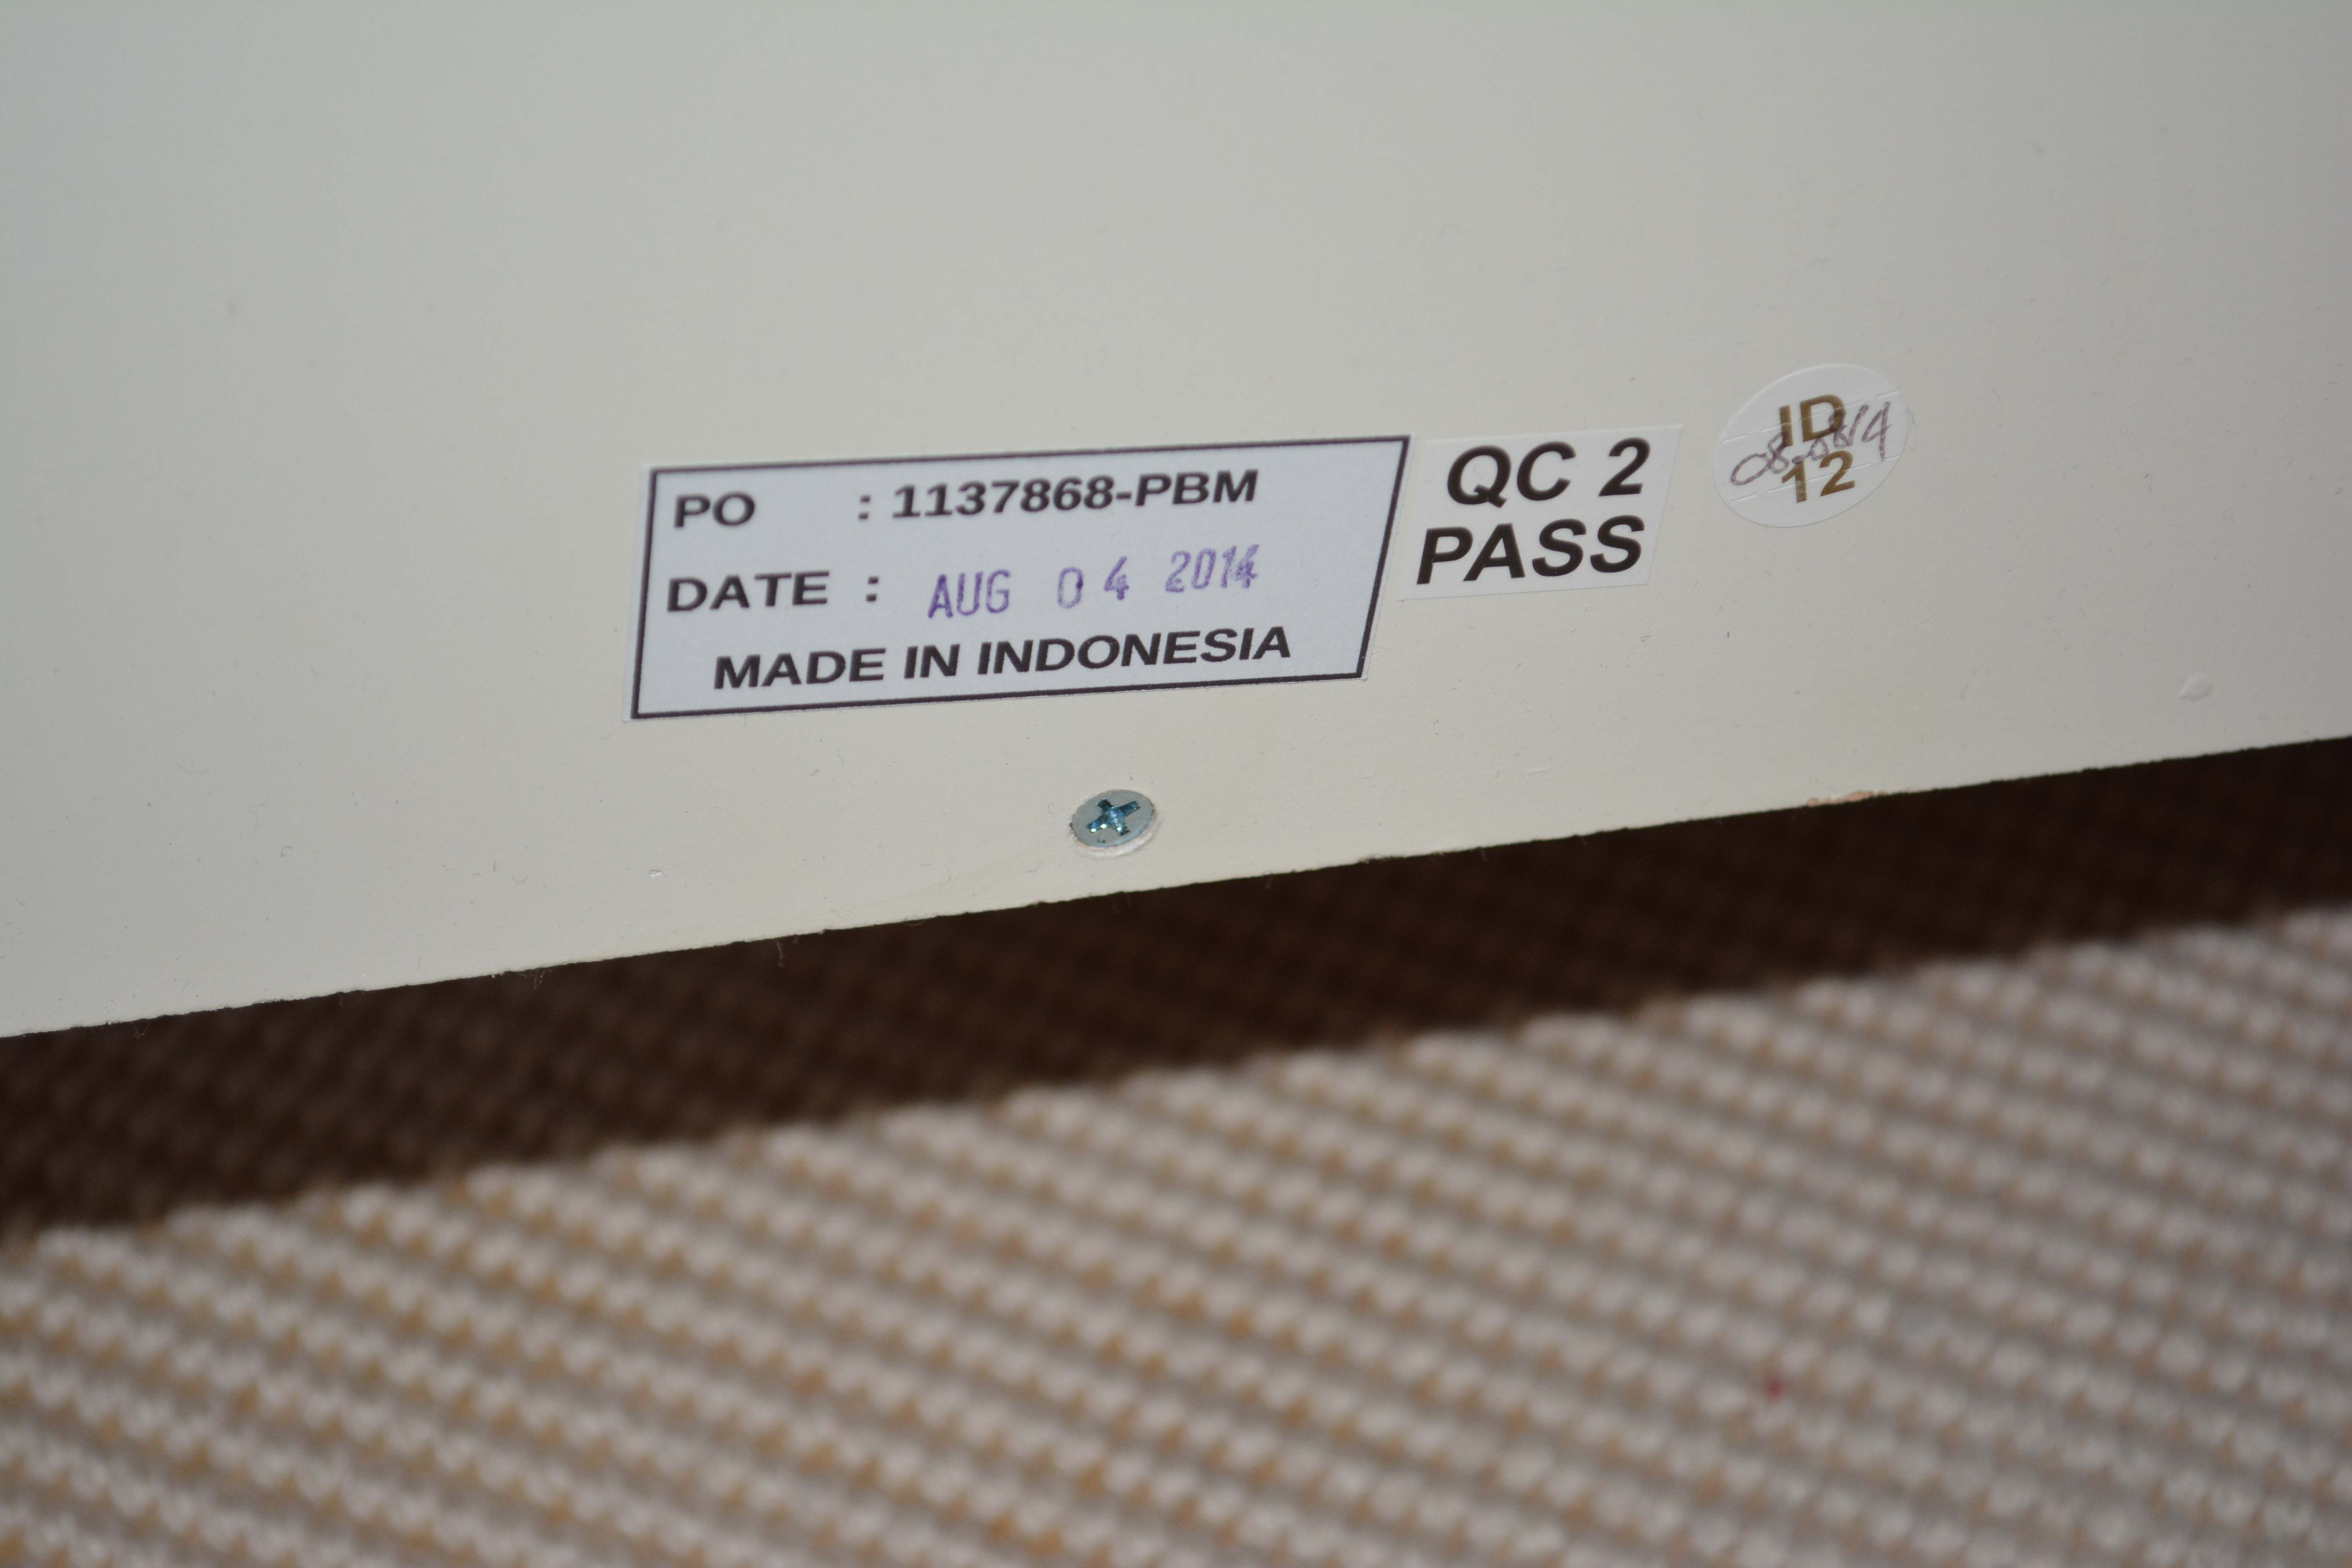 PO : 1137868-PBM
DATE : AUG 04 2014
MADE IN INDONESIA
QC 2
PASS
ID
12